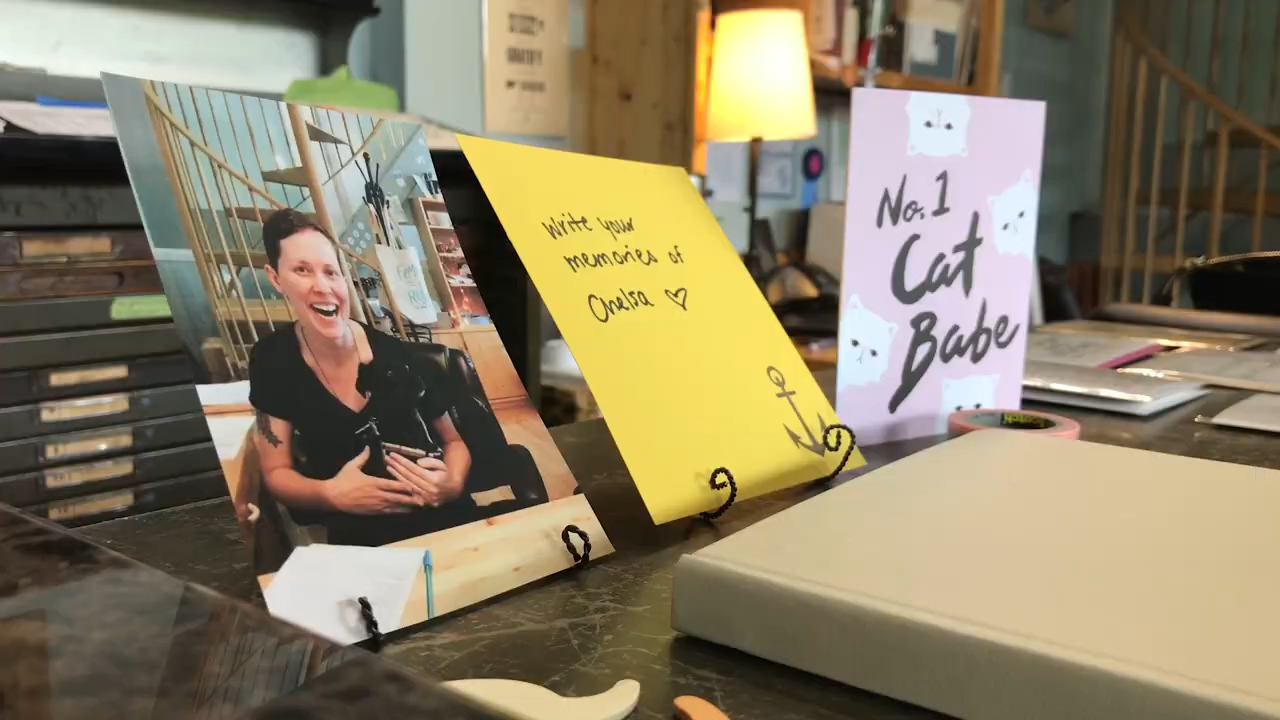 Write your
memories of
Chelsa ♡
No. 1
Cat
Babe